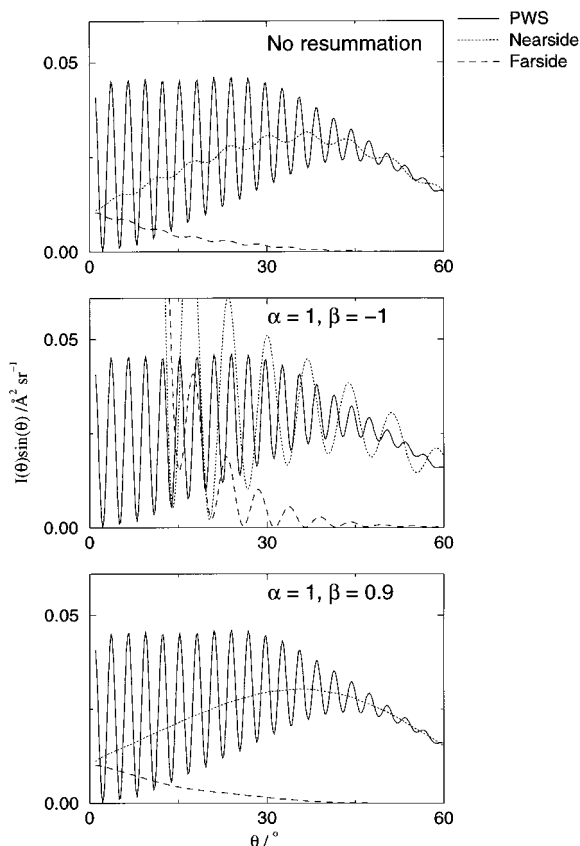 PWS
Nearside
Farside
No resummation
0.05
0.00
0
30
60
α = 1, β = −1
0.05
I(θ)sin(θ) /Å² sr⁻¹
0.00
0
30
60
α = 1, β = 0.9
0.05
0.00
0
30
60
θ / °